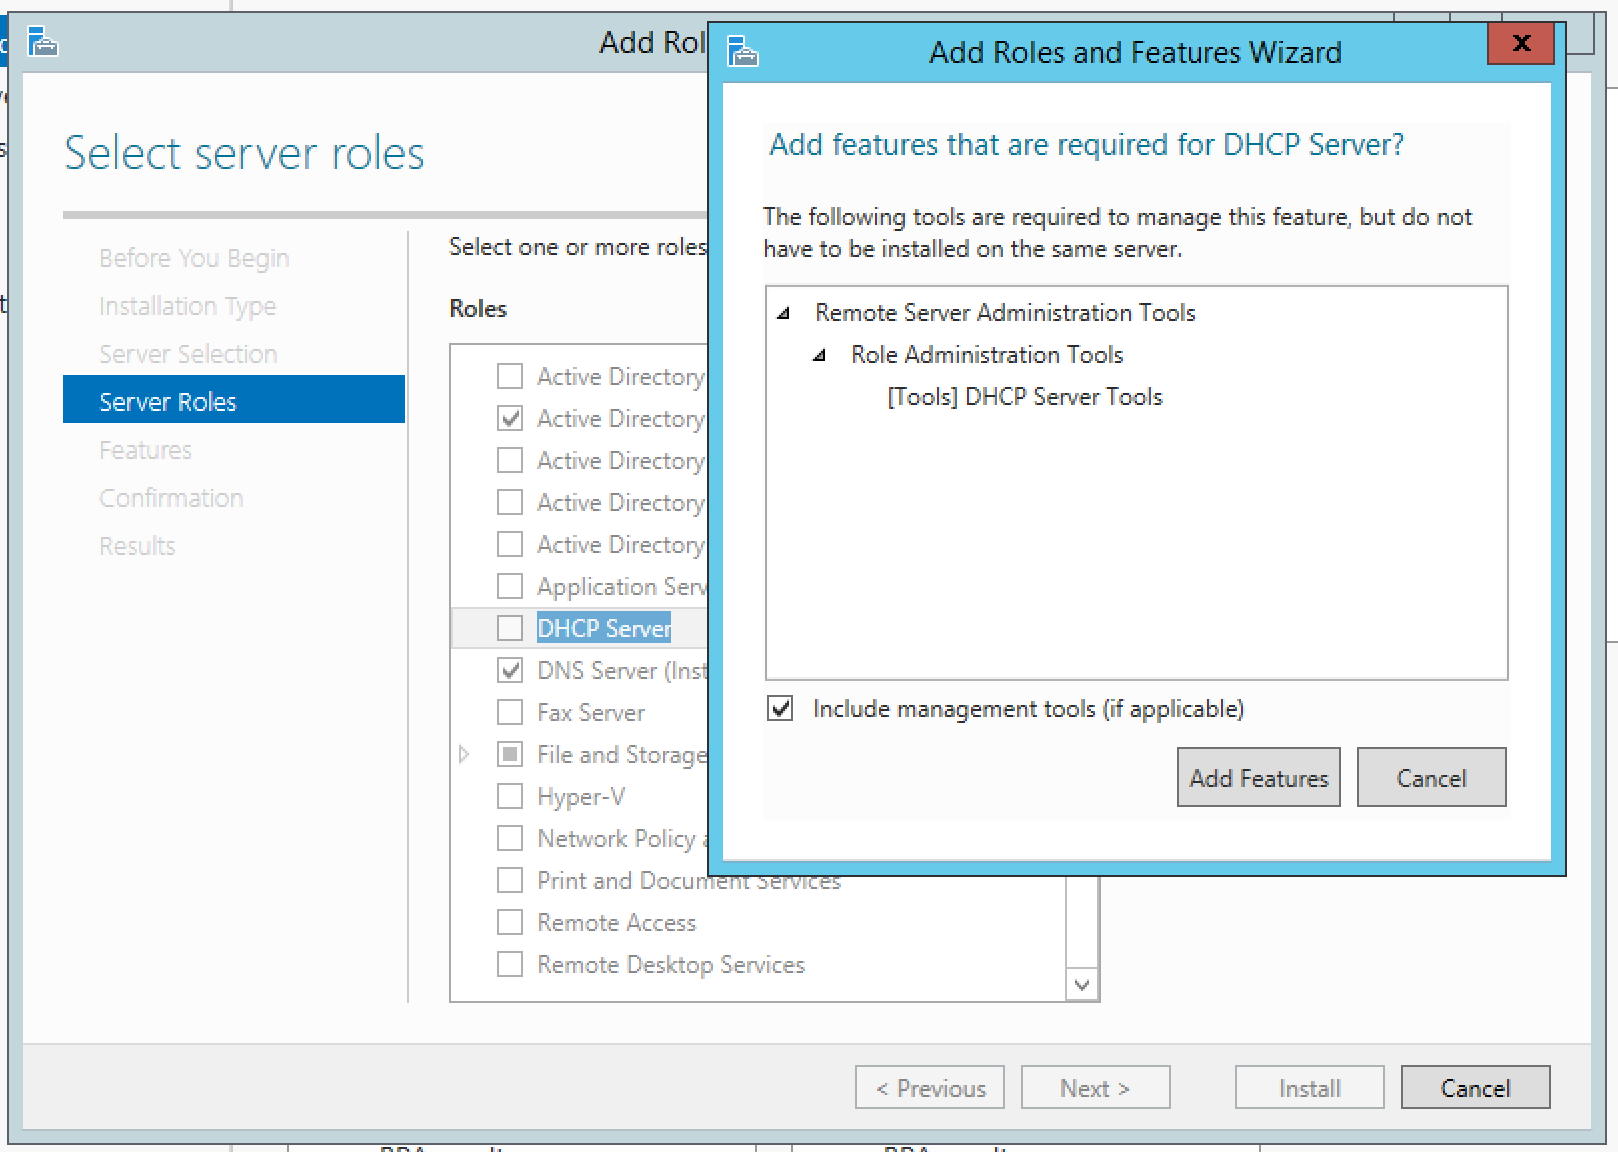 Add Rol
Add Roles and Features Wizard
x
Select server roles
Before You Begin
Installation Type
Server Selection
Server Roles
Features
Confirmation
Results
Select one or more roles
Roles
Active Directory
Active Directory
Active Directory
Active Directory
Active Directory
Application Serv
DHCP Server
DNS Server (Inst
Fax Server
File and Storage
Hyper-V
Network Policy a
Print and Document Services
Remote Access
Remote Desktop Services
Add features that are required for DHCP Server?
The following tools are required to manage this feature, but do not
have to be installed on the same server.
Remote Server Administration Tools
Role Administration Tools
[Tools] DHCP Server Tools
Include management tools (if applicable)
Add Features
Cancel
< Previous
Next >
Install
Cancel